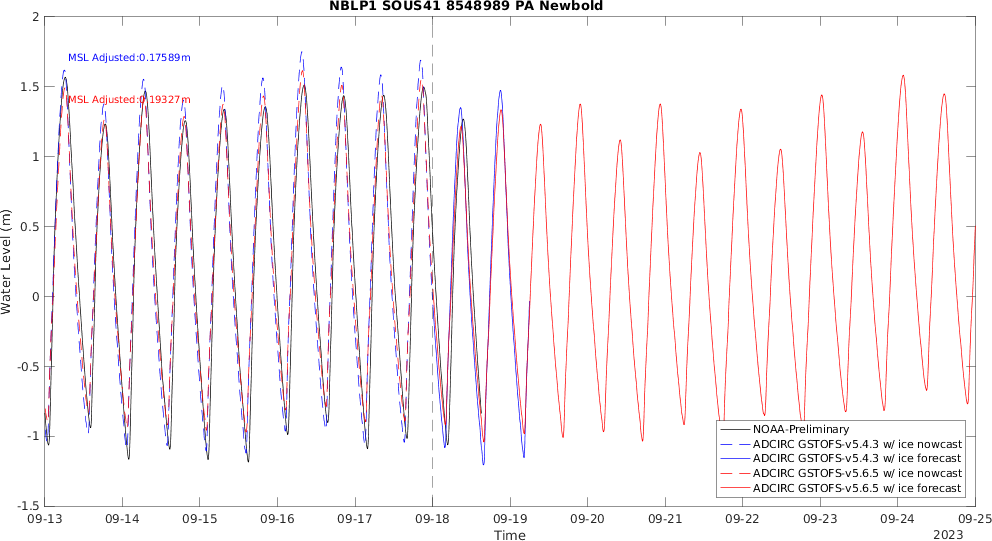 NBLP1 SOUS41 8548989 PA Newbold
MSL Adjusted:0.17589m
MSL Adjusted:0.19327m
Water Level (m)
2
1.5
1
0.5
0
-0.5
-1
-1.5
NOAA-Preliminary
ADCIRC GSTOFS-v5.4.3 w/ ice nowcast
ADCIRC GSTOFS-v5.4.3 w/ ice forecast
ADCIRC GSTOFS-v5.6.5 w/ ice nowcast
ADCIRC GSTOFS-v5.6.5 w/ ice forecast
09-13 09-14 09-15 09-16 09-17 09-18 09-19 09-20 09-21 09-22 09-23 09-24 09-25
Time
2023